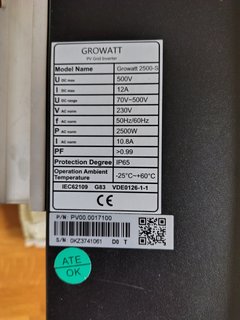 GROWATT
PV Grid Inverter
Model Name Growatt 2500-S
U DC max 500V
I DC max 12A
U DC range 70V~500V
V AC nom 230V
f AC nom 50Hz/60Hz
P AC nom 2500W
I AC nom 10.8A
PF >0.99
Protection Degree IP65
Operation Ambient
Temperature -25°C~+60°C
IEC62109 G83 VDE0126-1-1
P/N: PV00.0017100
S/N: GKZ3741061 D0 T
ATE
OK